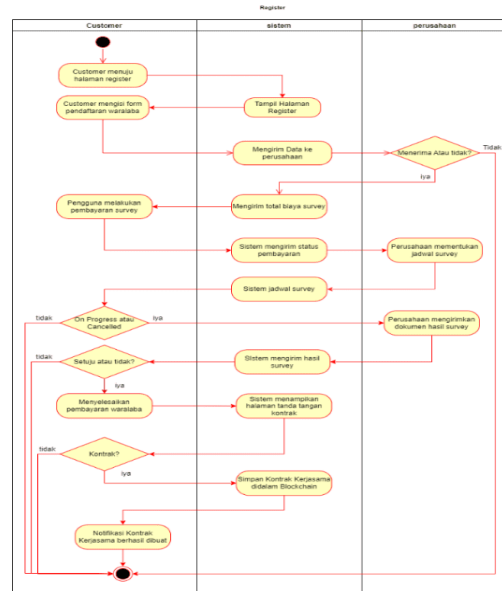 Register
Customer
sistem
perusahaan
Customer menuju
halaman register
Customer mengisi form
pendaftaran waralaba
Tampil Halaman
Register
Mengirim Data ke
perusahaan
Menerima Atau tidak?
Tidak
iya
Pengguna melakukan
pembayaran survey
Mengirim total biaya survey
Sistem mengirim status
pembayaran
Perusahaan menentukan
jadwal survey
Sistem jadwal survey
tidak
On Progress atau
Cancelled
iya
Perusahaan mengirimkan
dokumen hasil survey
tidak
Setuju atau tidak?
Sistem mengirim hasil
survey
iya
Menyelesaikan
pembayaran waralaba
Sistem menampilkan
halaman tanda tangan
kontrak
tidak
Kontrak?
iya
Simpan Kontrak Kerjasama
didalam Blockchain
Notifikasi Kontrak
Kerjasama berhasil dibuat